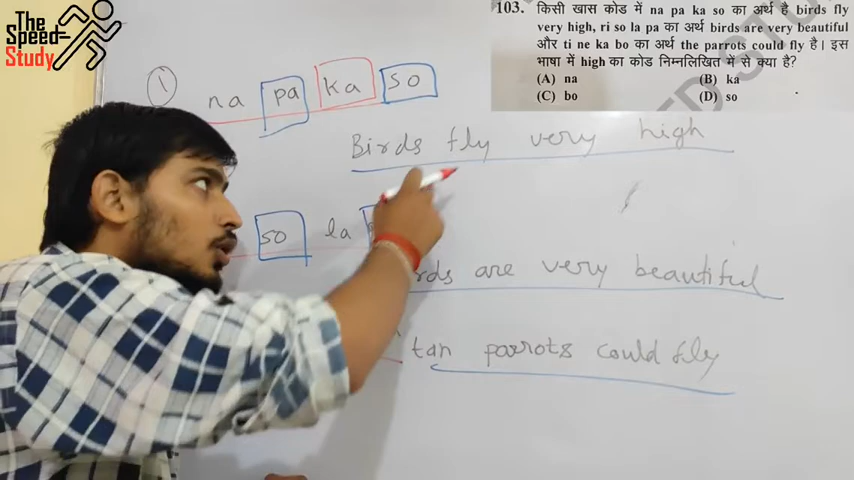 The
Speed-
Study
103. किसी खास कोड में na pa ka so का अर्थ है birds fly
very high, ri so la pa का अर्थ birds are very beautiful
और ti ne ka bo का अर्थ the parrots could fly है। इस
भाषा में high का कोड निम्नलिखित में से क्या है?
(A) na (B) ka
(C) bo (D) so
① na pa ka so
Birds fly very high
so la
rds are very beautiful
tan parrots could fly